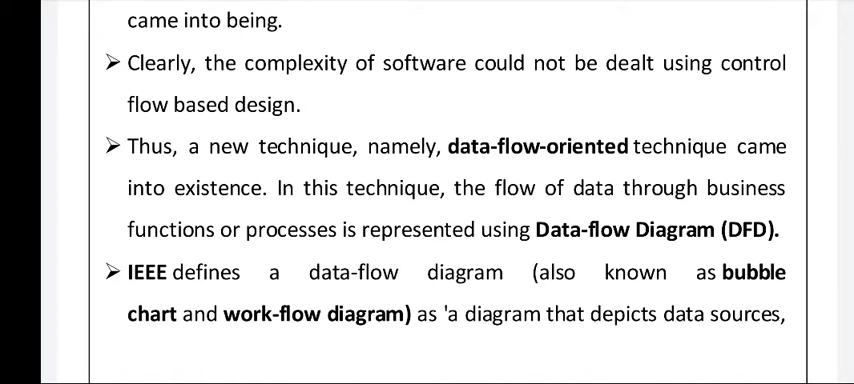 came into being.
➢ Clearly, the complexity of software could not be dealt using control
flow based design.
➢ Thus, a new technique, namely, data-flow-oriented technique came
into existence. In this technique, the flow of data through business
functions or processes is represented using Data-flow Diagram (DFD).
➢ IEEE defines a data-flow diagram (also known as bubble
chart and work-flow diagram) as 'a diagram that depicts data sources,